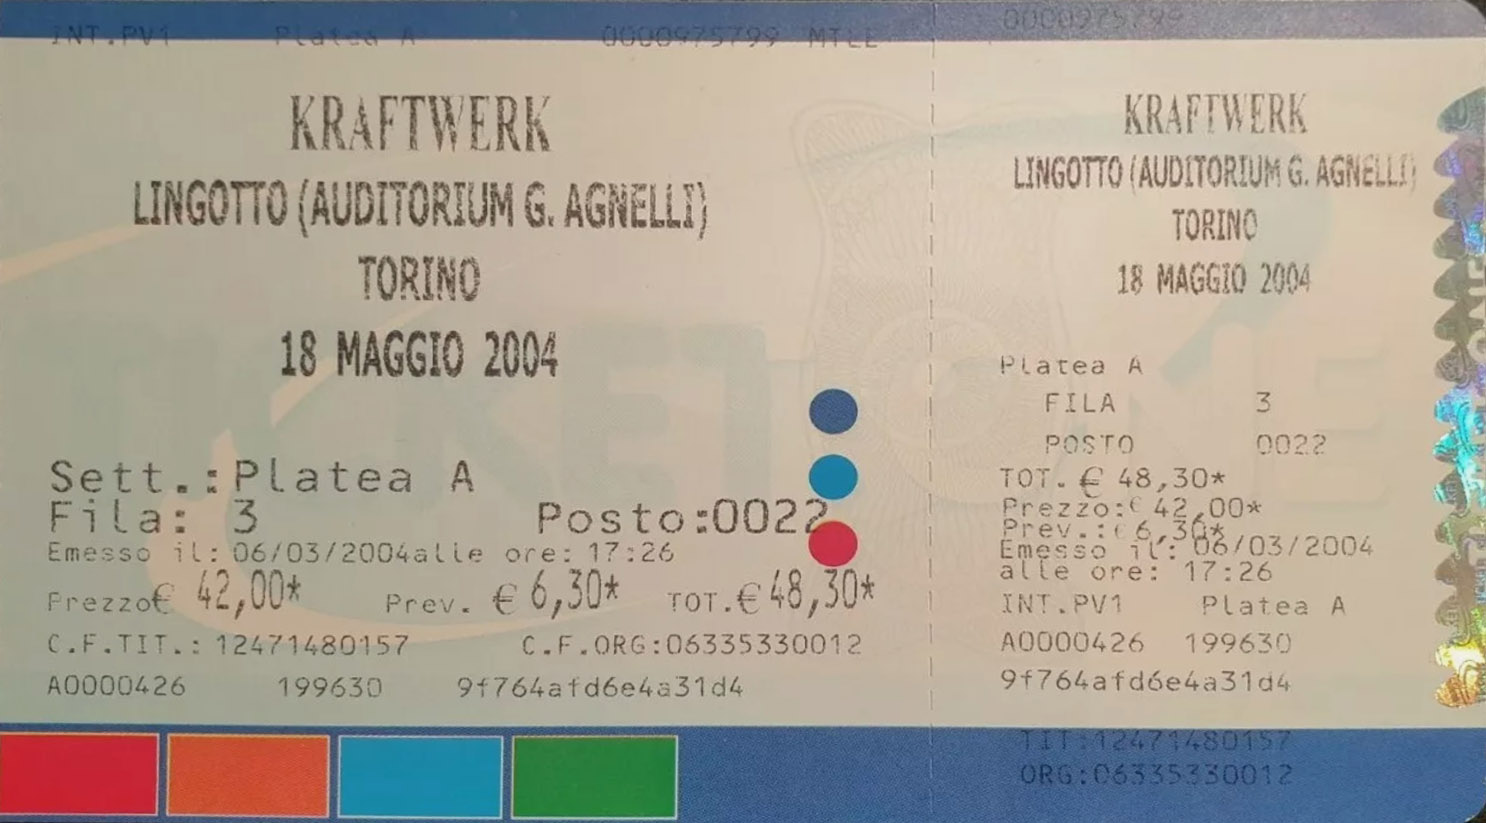 INT.PV1 Platea A 0000975799 MTLE
KRAFTWERK
LINGOTTO (AUDITORIUM G. AGNELLI)
TORINO
18 MAGGIO 2004
Sett.: Platea A
Fila: 3 Posto:0022
Emesso il: 06/03/2004alle ore: 17:26
Prezzo€ 42,00* Prev. € 6,30* TOT.€ 48,30*
C.F.TIT.: 12471480157 C.F.ORG:06335330012
A0000426 199630 9f764afd6e4a31d4
0000975799
KRAFTWERK
LINGOTTO (AUDITORIUM G. AGNELLI)
TORINO
18 MAGGIO 2004
Platea A
FILA 3
POSTO 0022
TOT. € 48,30*
Prezzo:€ 42,00*
Prev.:€ 6,30*
Emesso il: 06/03/2004
alle ore: 17:26
INT.PV1 Platea A
A0000426 199630
9f764afd6e4a31d4
TIT:12471480157
ORG:06335330012
TICKET ONE